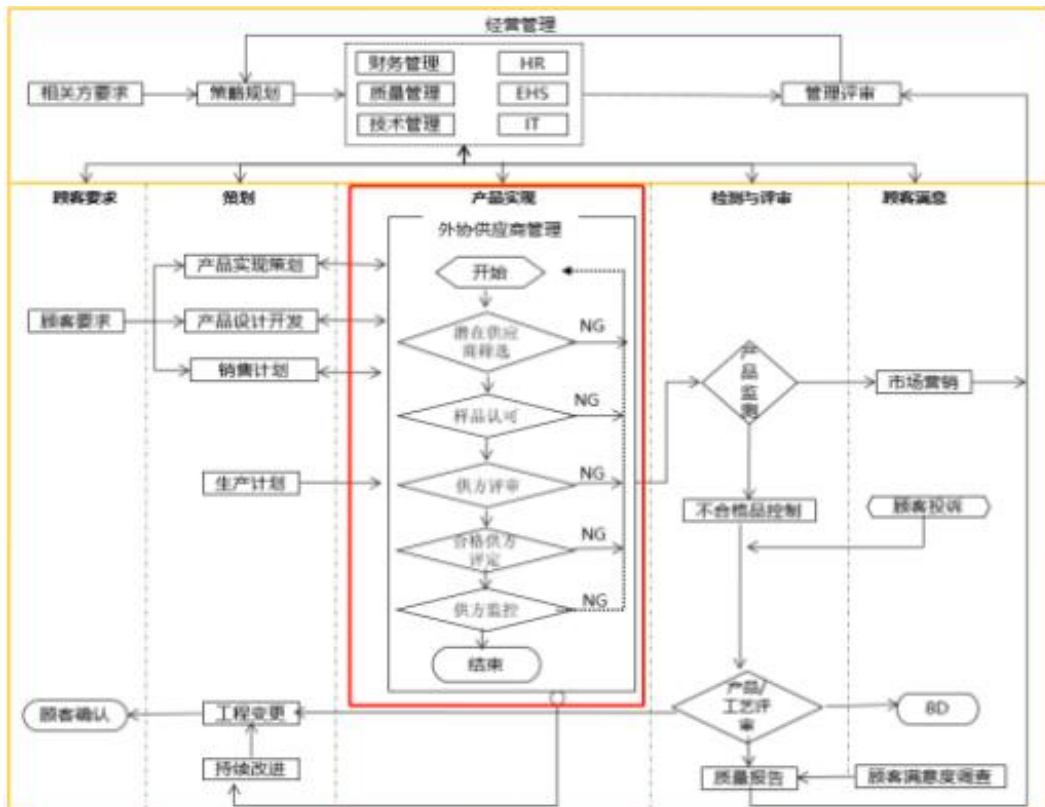 经营管理
财务管理
HR
相关方要求
策略规划
质量管理
EHS
管理评审
技术管理
IT
顾客要求
策划
产品实现
检测与评审
顾客满意
外协供应商管理
产品实现策划
开始
顾客要求
产品设计开发
潜在供应
商筛选
NG
销售计划
产品监测
市场营销
样品认可
NG
生产计划
供方评审
NG
不合格品控制
顾客投诉
合格供方
评定
NG
供方监控
NG
结束
顾客确认
工程变更
产品/
工艺评
审
8D
持续改进
质量报告
顾客满意度调查